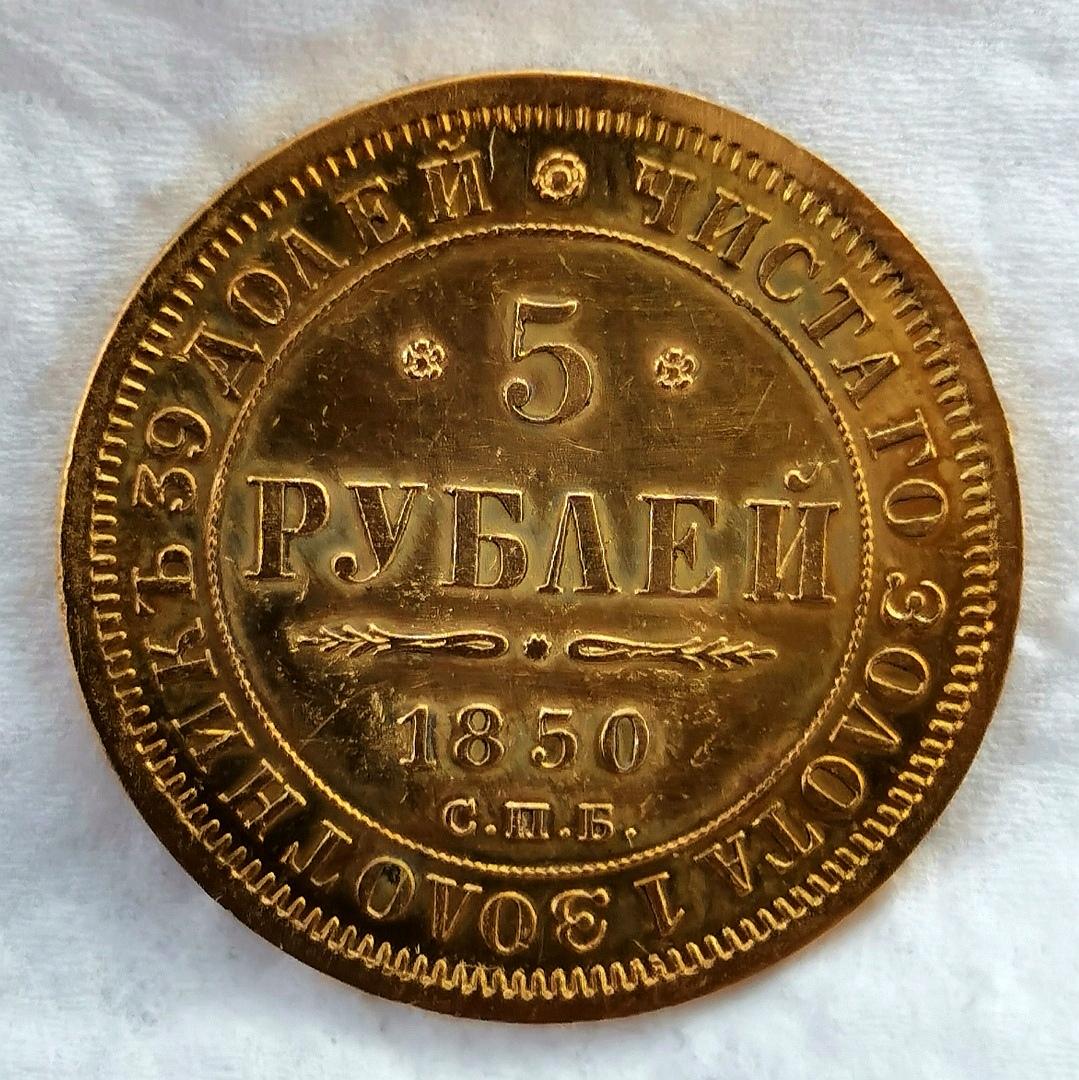 ЧИСТАГО ЗОЛОТА 1 ЗОЛОТНИКЪ 39 ДОЛЕЙ
5
РУБЛЕЙ
1850
С.П.Б.